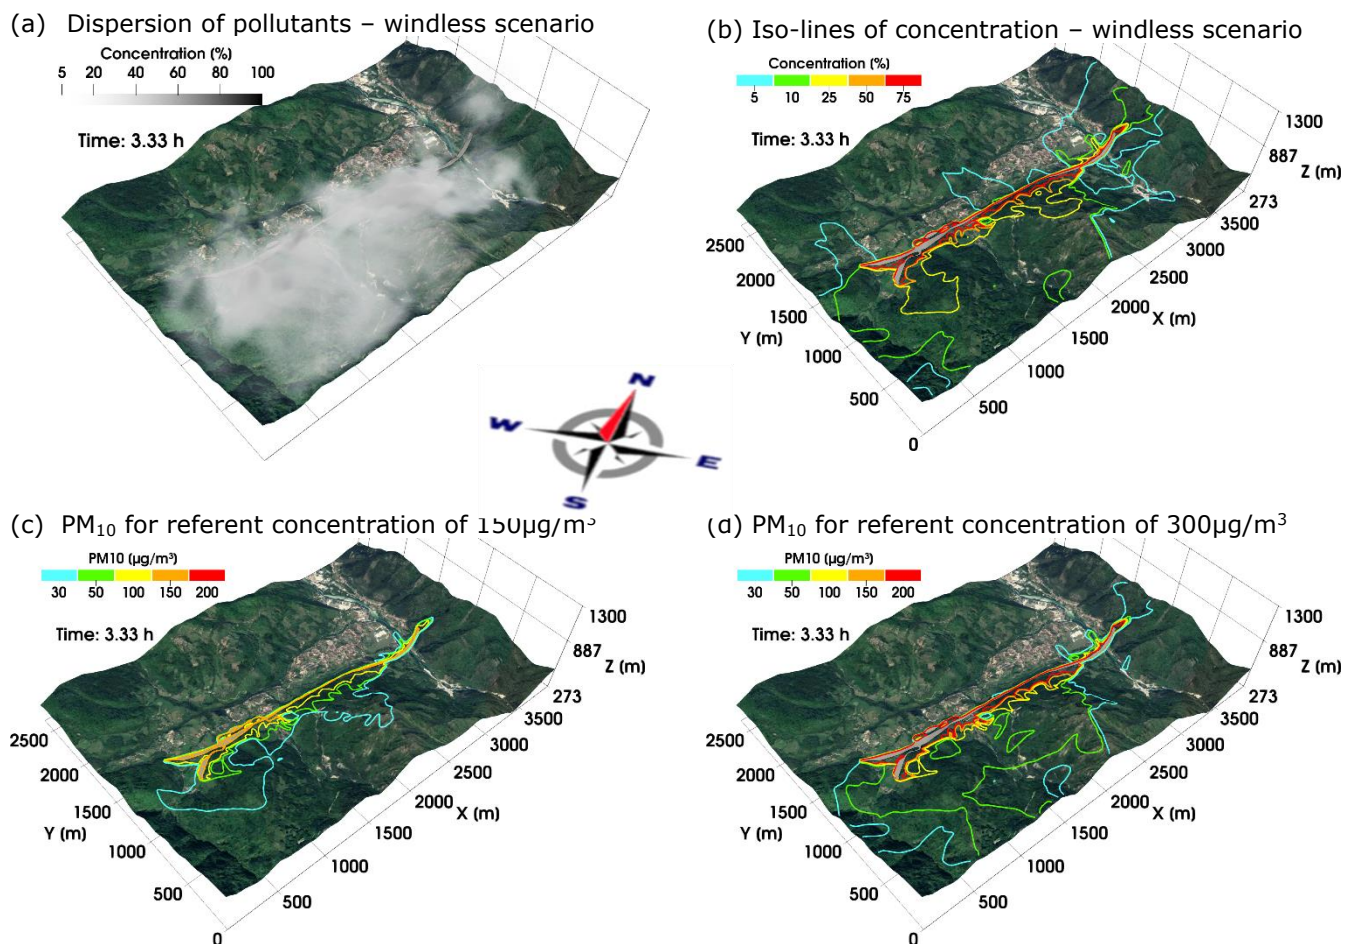 (a) Dispersion of pollutants – windless scenario
Concentration (%)
5 20 40 60 80 100
Time: 3.33 h
(b) Iso-lines of concentration – windless scenario
Concentration (%)
5 10 25 50 75
Time: 3.33 h
1300
887
Z (m)
273
3500
3000
2500
2000
X (m)
1500
1000
500
0
2500
2000
1500
Y (m)
1000
500
N
W
E
S
(c) PM10 for referent concentration of 150µg/m³
PM10 (µg/m³)
30 50 100 150 200
Time: 3.33 h
1300
887
Z (m)
273
3500
3000
2500
2000
X (m)
1500
1000
500
0
2500
2000
1500
Y (m)
1000
500
(d) PM10 for referent concentration of 300µg/m³
PM10 (µg/m³)
30 50 100 150 200
Time: 3.33 h
1300
887
Z (m)
273
3500
3000
2500
2000
X (m)
1500
1000
500
0
2500
2000
1500
Y (m)
1000
500